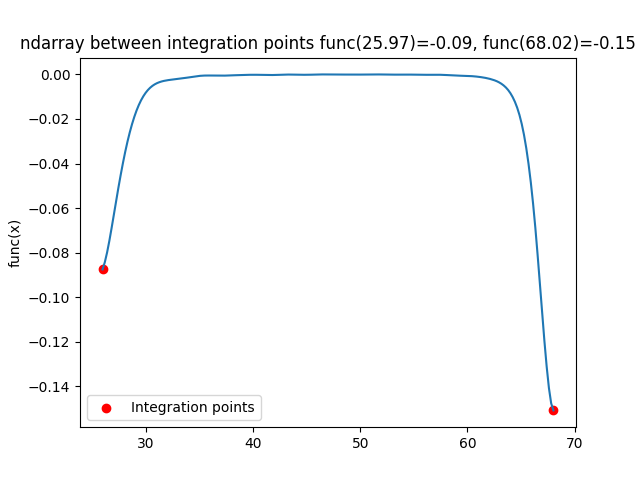 ndarray between integration points func(25.97)=-0.09, func(68.02)=-0.15
0.00
−0.02
−0.04
−0.06
−0.08
−0.10
−0.12
−0.14
func(x)
Integration points
30 40 50 60 70